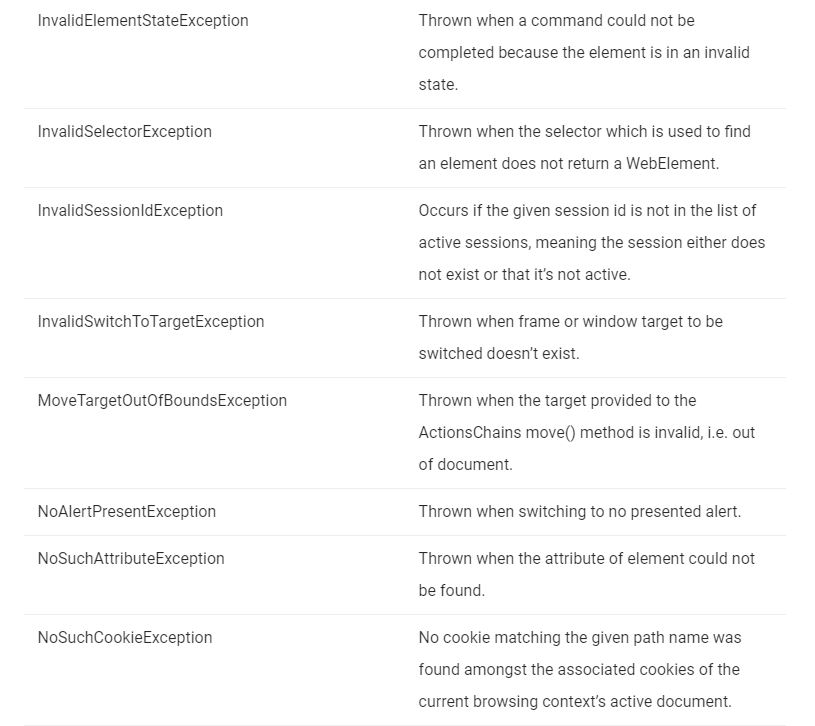 InvalidElementStateException
Thrown when a command could not be
completed because the element is in an invalid
state.
InvalidSelectorException
Thrown when the selector which is used to find
an element does not return a WebElement.
InvalidSessionIdException
Occurs if the given session id is not in the list of
active sessions, meaning the session either does
not exist or that it’s not active.
InvalidSwitchToTargetException
Thrown when frame or window target to be
switched doesn’t exist.
MoveTargetOutOfBoundsException
Thrown when the target provided to the
ActionsChains move() method is invalid, i.e. out
of document.
NoAlertPresentException
Thrown when switching to no presented alert.
NoSuchAttributeException
Thrown when the attribute of element could not
be found.
NoSuchCookieException
No cookie matching the given path name was
found amongst the associated cookies of the
current browsing context’s active document.